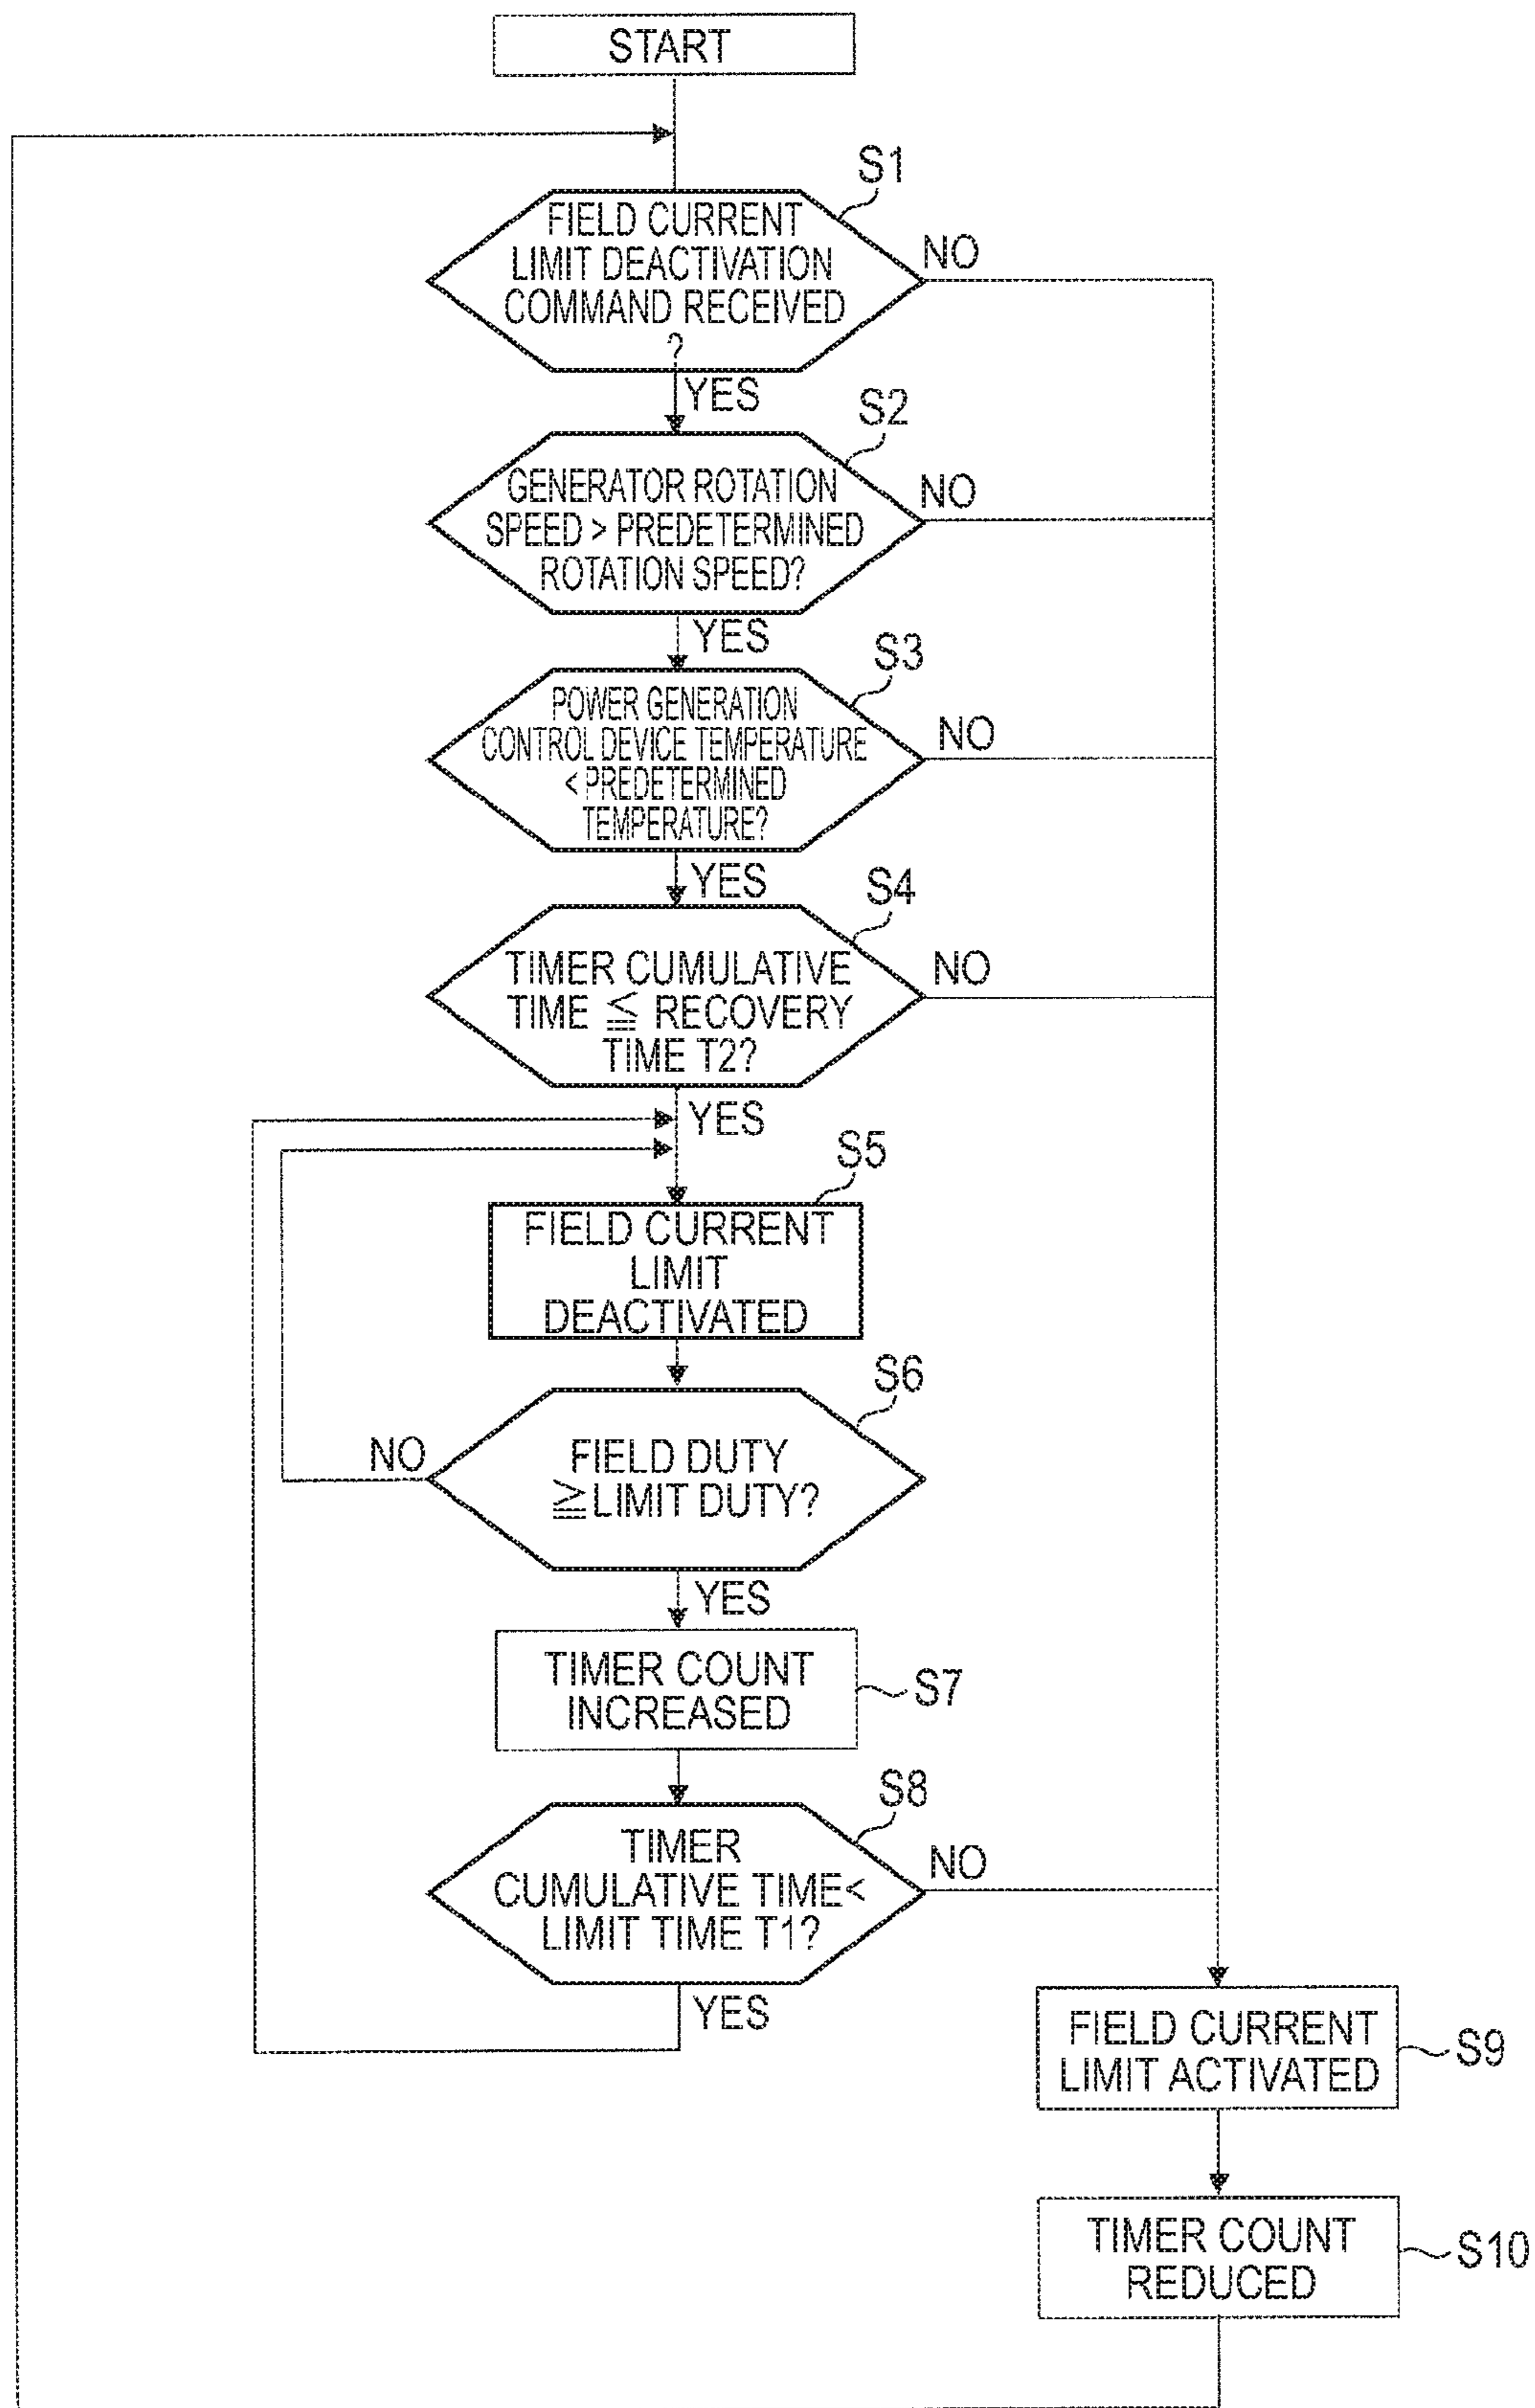 START
S1
FIELD CURRENT
LIMIT DEACTIVATION
COMMAND RECEIVED
?
NO
YES
S2
GENERATOR ROTATION
SPEED > PREDETERMINED
ROTATION SPEED?
NO
YES
S3
POWER GENERATION
CONTROL DEVICE TEMPERATURE
< PREDETERMINED
TEMPERATURE?
NO
YES
S4
TIMER CUMULATIVE
TIME ≦ RECOVERY
TIME T2?
NO
YES
S5
FIELD CURRENT
LIMIT
DEACTIVATED
S6
NO
FIELD DUTY
≧LIMIT DUTY?
YES
TIMER COUNT
INCREASED
S7
S8
TIMER
CUMULATIVE TIME<
LIMIT TIME T1?
NO
YES
FIELD CURRENT
LIMIT ACTIVATED
S9
TIMER COUNT
REDUCED
S10